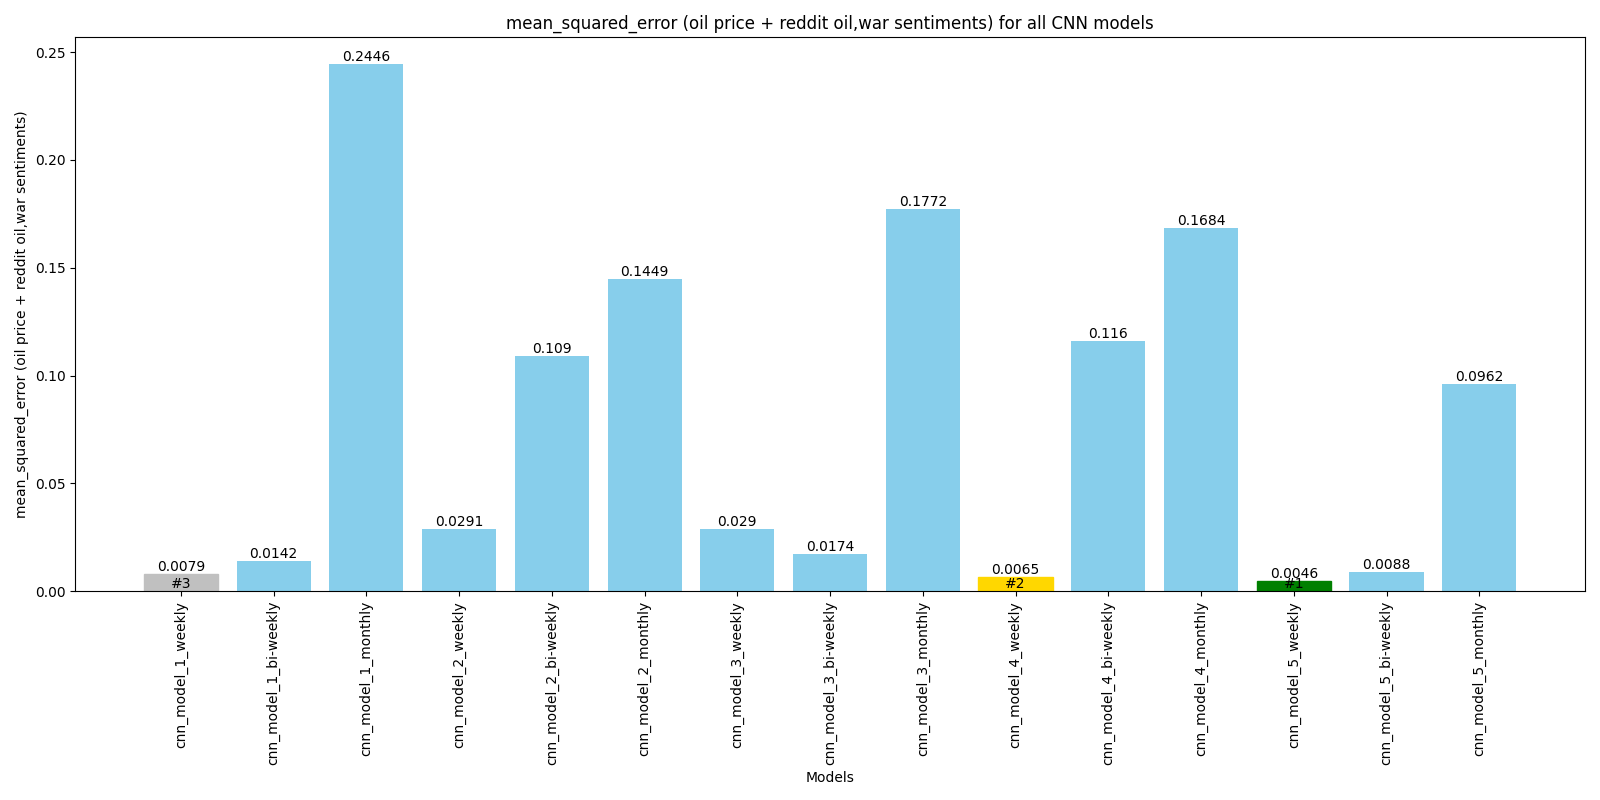 mean_squared_error (oil price + reddit oil,war sentiments) for all CNN models
mean_squared_error (oil price + reddit oil,war sentiments)
0.25
0.20
0.15
0.10
0.05
0.00
0.0079
#3
0.0142
0.2446
0.0291
0.109
0.1449
0.029
0.0174
0.1772
0.0065
#2
0.116
0.1684
0.0046
#1
0.0088
0.0962
cnn_model_1_weekly
cnn_model_1_bi-weekly
cnn_model_1_monthly
cnn_model_2_weekly
cnn_model_2_bi-weekly
cnn_model_2_monthly
cnn_model_3_weekly
cnn_model_3_bi-weekly
cnn_model_3_monthly
cnn_model_4_weekly
cnn_model_4_bi-weekly
cnn_model_4_monthly
cnn_model_5_weekly
cnn_model_5_bi-weekly
cnn_model_5_monthly
Models